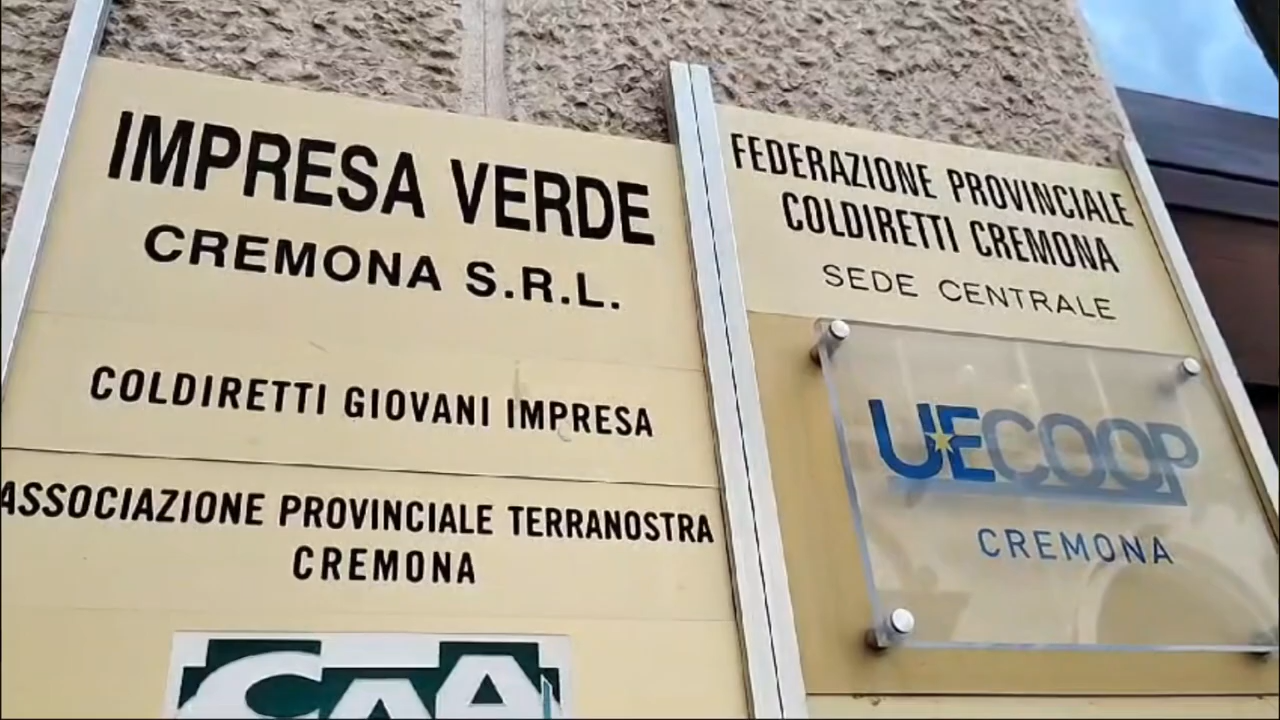 IMPRESA VERDE
CREMONA S.R.L.
COLDIRETTI GIOVANI IMPRESA
ASSOCIAZIONE PROVINCIALE TERRANOSTRA
CREMONA
CAA
FEDERAZIONE PROVINCIALE
COLDIRETTI CREMONA
SEDE CENTRALE
UECOOP
CREMONA